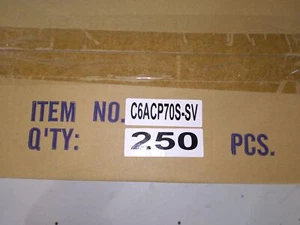 ITEM NO. C6ACP70S-SV
Q'TY: 250 PCS.